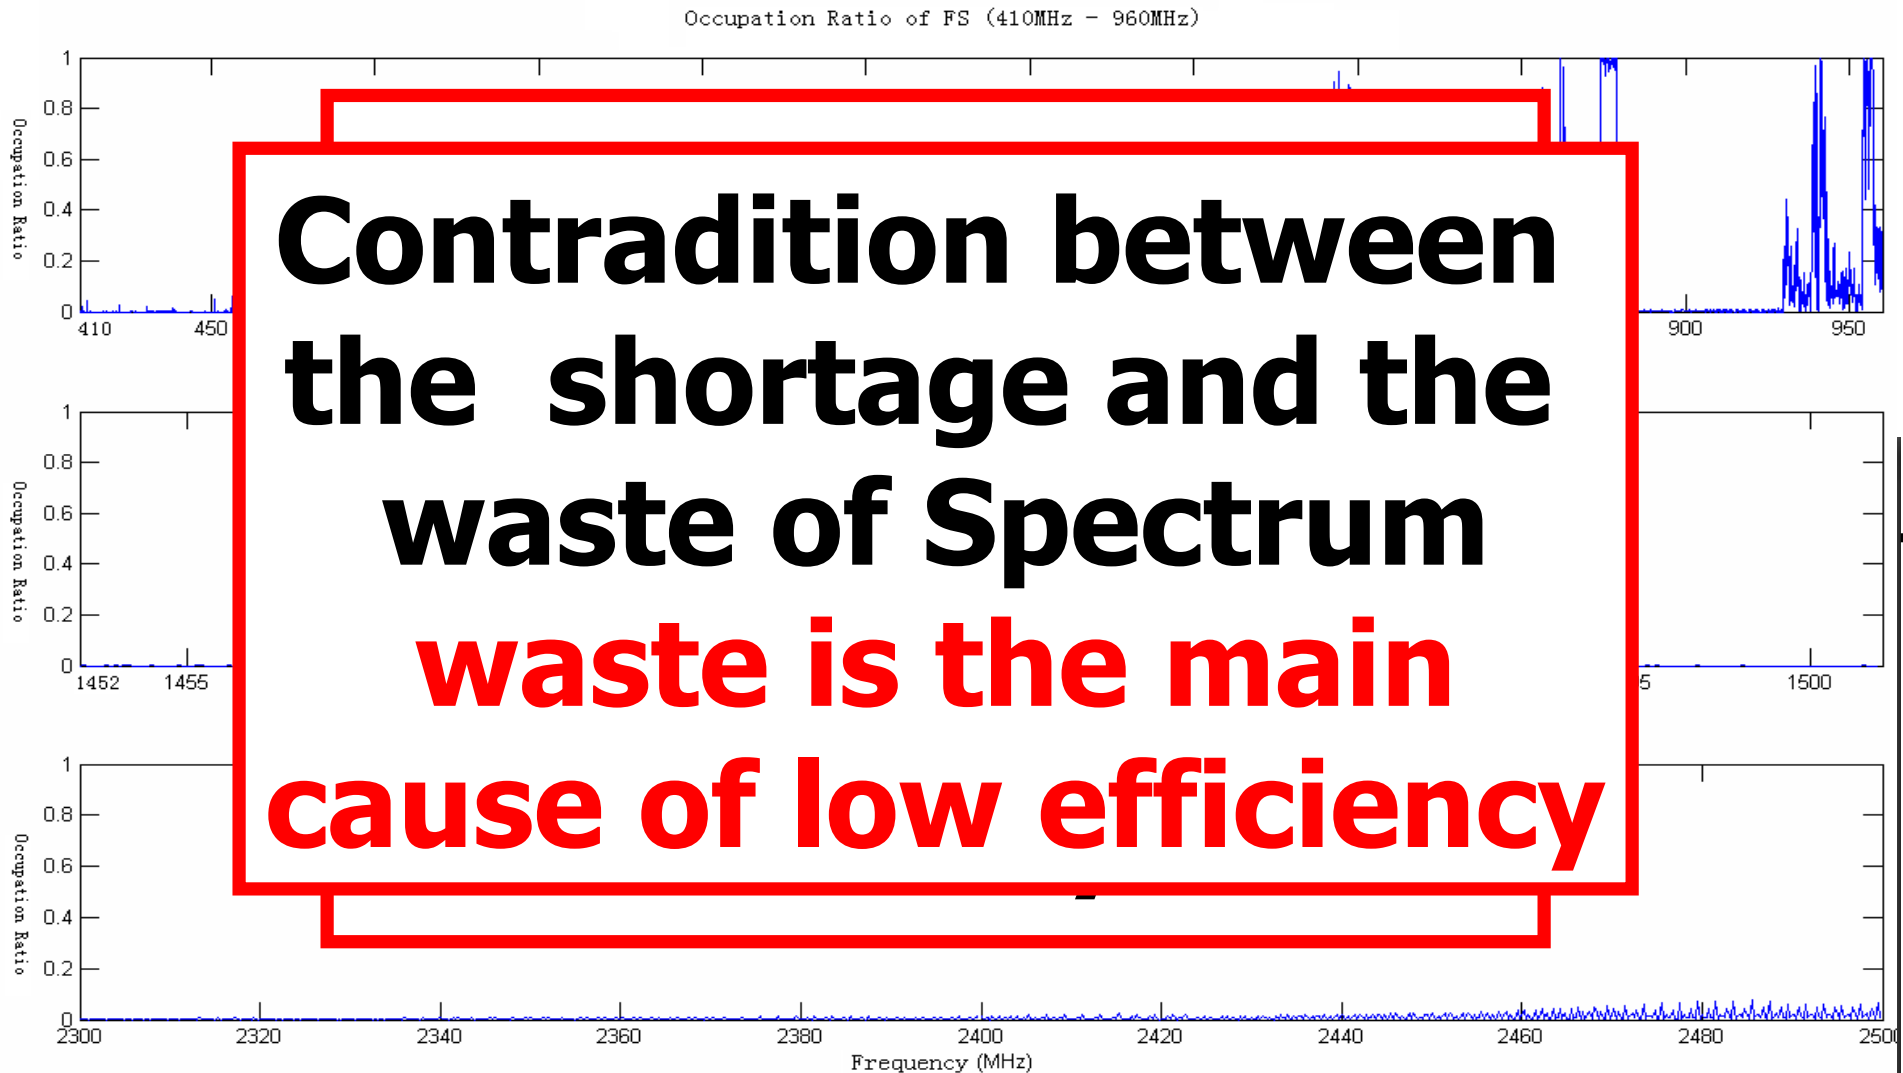 Occupation Ratio of FS (410MHz - 960MHz)
1
0.8
0.6
0.4
0.2
0
Occupation Ratio
410 450 900 950
Contradition between
the shortage and the
waste of Spectrum
waste is the main
cause of low efficiency
1
0.8
0.6
0.4
0.2
0
Occupation Ratio
1452 1455 5 1500
1
0.8
0.6
0.4
0.2
0
Occupation Ratio
2300 2320 2340 2360 2380 2400 2420 2440 2460 2480 2500
Frequency (MHz)